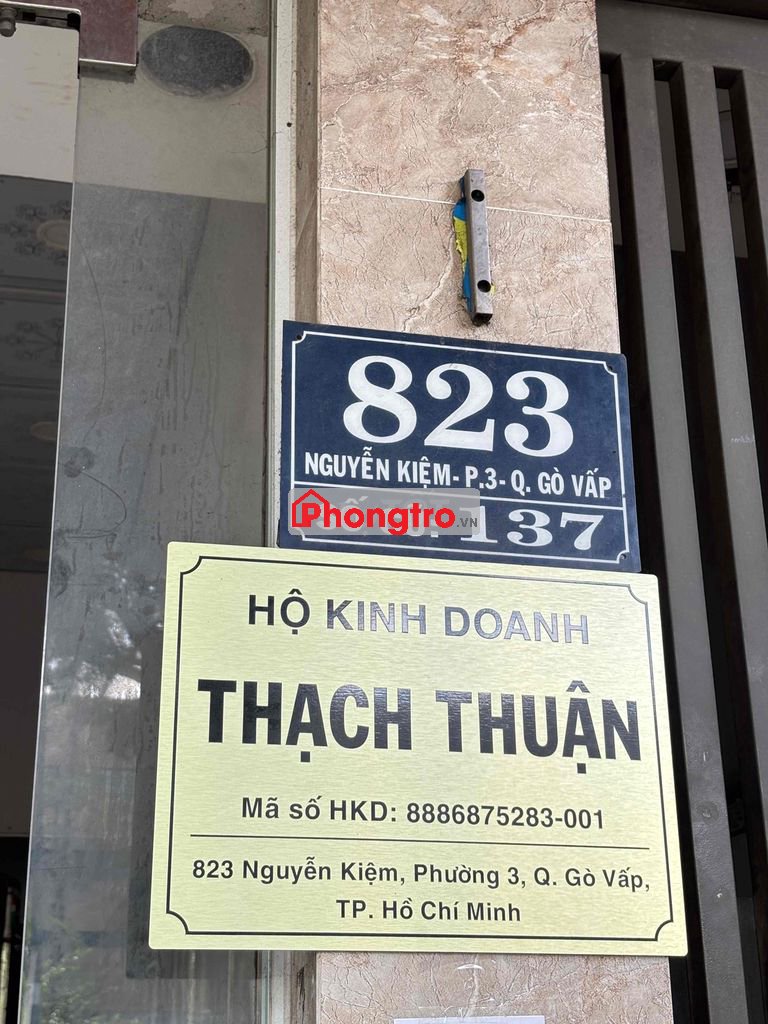 823
NGUYỄN KIỆM- P.3- Q. GÒ VẤP
137
Phongtro.VN
HỘ KINH DOANH
THẠCH THUẬN
Mã số HKD: 8886875283-001
823 Nguyễn Kiệm, Phường 3, Q. Gò Vấp,
TP. Hồ Chí Minh